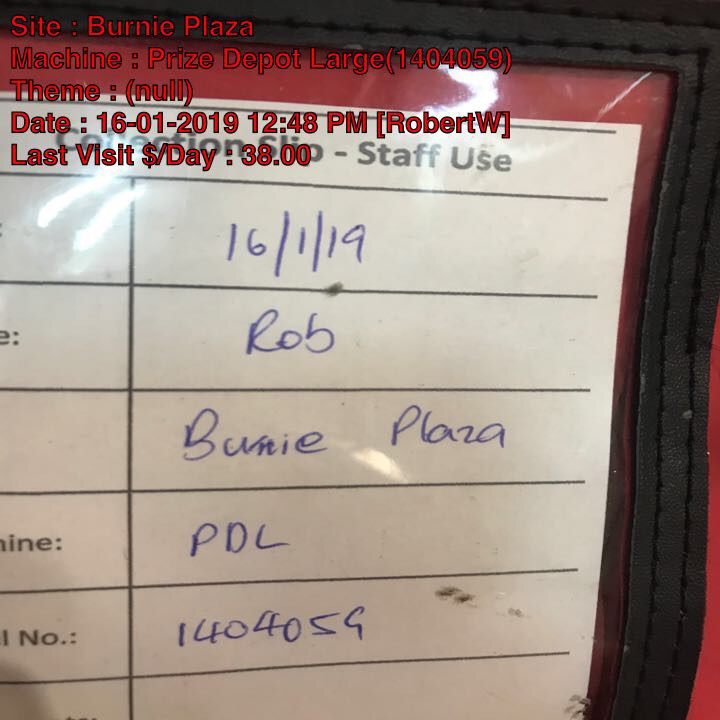 Site : Burnie Plaza
Machine : Prize Depot Large(1404059)
Theme : (null)
Date : 16-01-2019 12:48 PM [RobertW]
Last Visit $/Day : 38.00
- Staff Use
16/1/19
e: Rob
Burnie Plaza
nine: PDL
l No.: 1404059